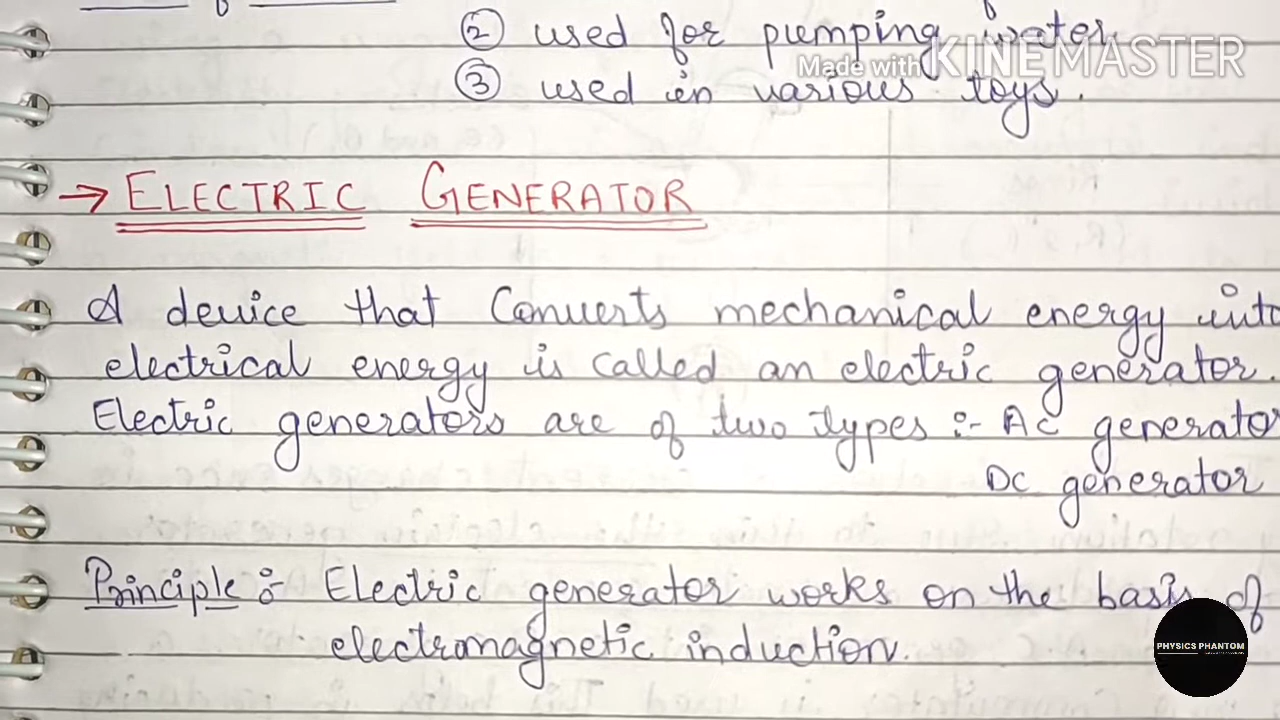 ② used for pumping water.
Made with KINEMASTER
③ used in various toys.
→ ELECTRIC GENERATOR
A device that Converts mechanical energy into
electrical energy is called an electric generator.
Electric generators are of two types :- AC generator
DC generator
Principle :- Electric generator works on the basis of
electromagnetic induction.
PHYSICS PHANTOM